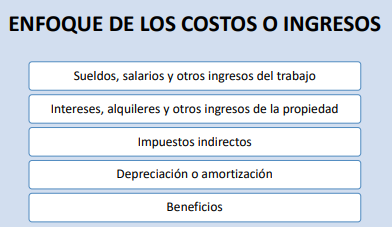 ENFOQUE DE LOS COSTOS O INGRESOS
Sueldos, salarios y otros ingresos del trabajo
Intereses, alquileres y otros ingresos de la propiedad
Impuestos indirectos
Depreciación o amortización
Beneficios